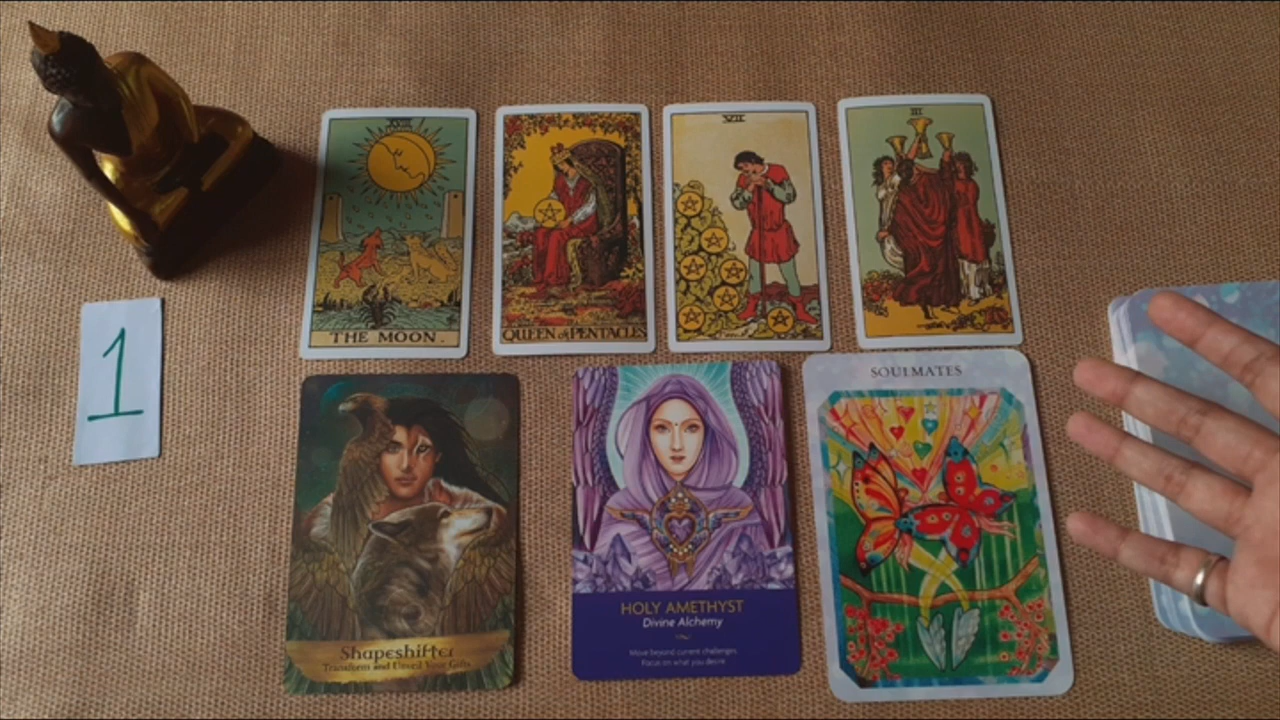 XVIII
VII
III
THE MOON.
QUEEN of PENTACLES
1
SOULMATES
HOLY AMETHYST
Divine Alchemy
Move beyond current challenges.
Focus on what you desire.
Shapeshifter
Transform and Unveil Your Gifts